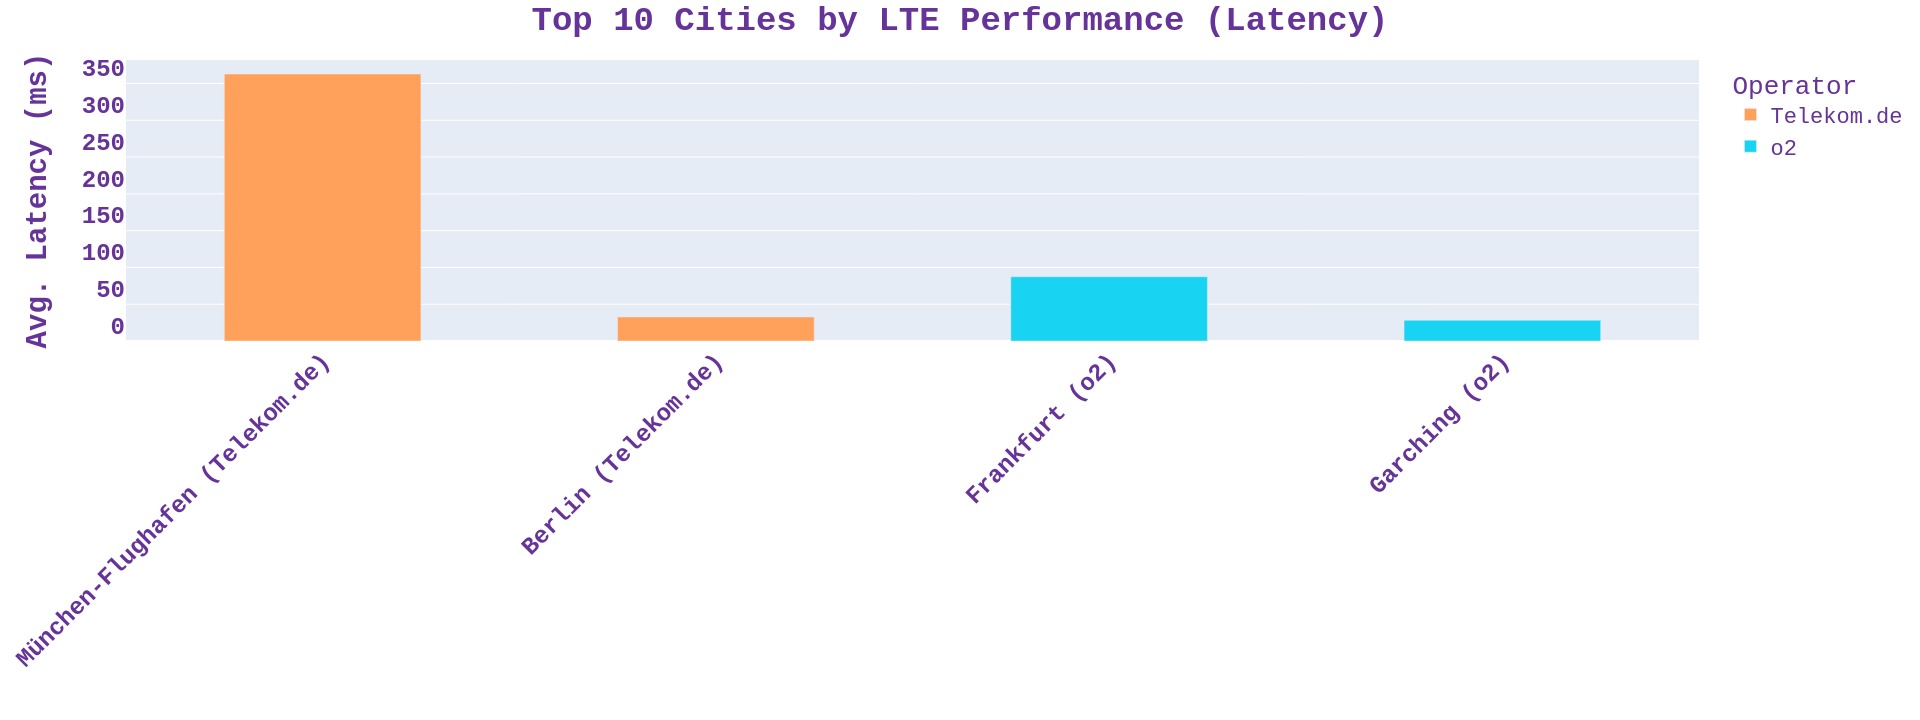 Top 10 Cities by LTE Performance (Latency)
Avg. Latency (ms)
350
300
250
200
150
100
50
0
München-Flughafen (Telekom.de)
Berlin (Telekom.de)
Frankfurt (o2)
Garching (o2)
Operator
Telekom.de
o2